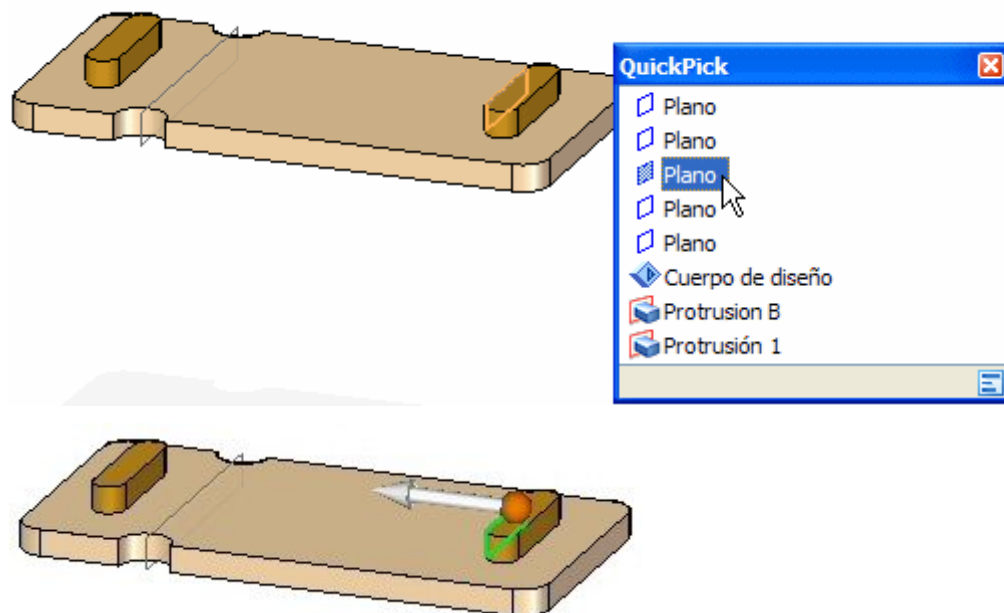 QuickPick
Plano
Plano
Plano
Plano
Plano
Cuerpo de diseño
Protrusion B
Protrusión 1